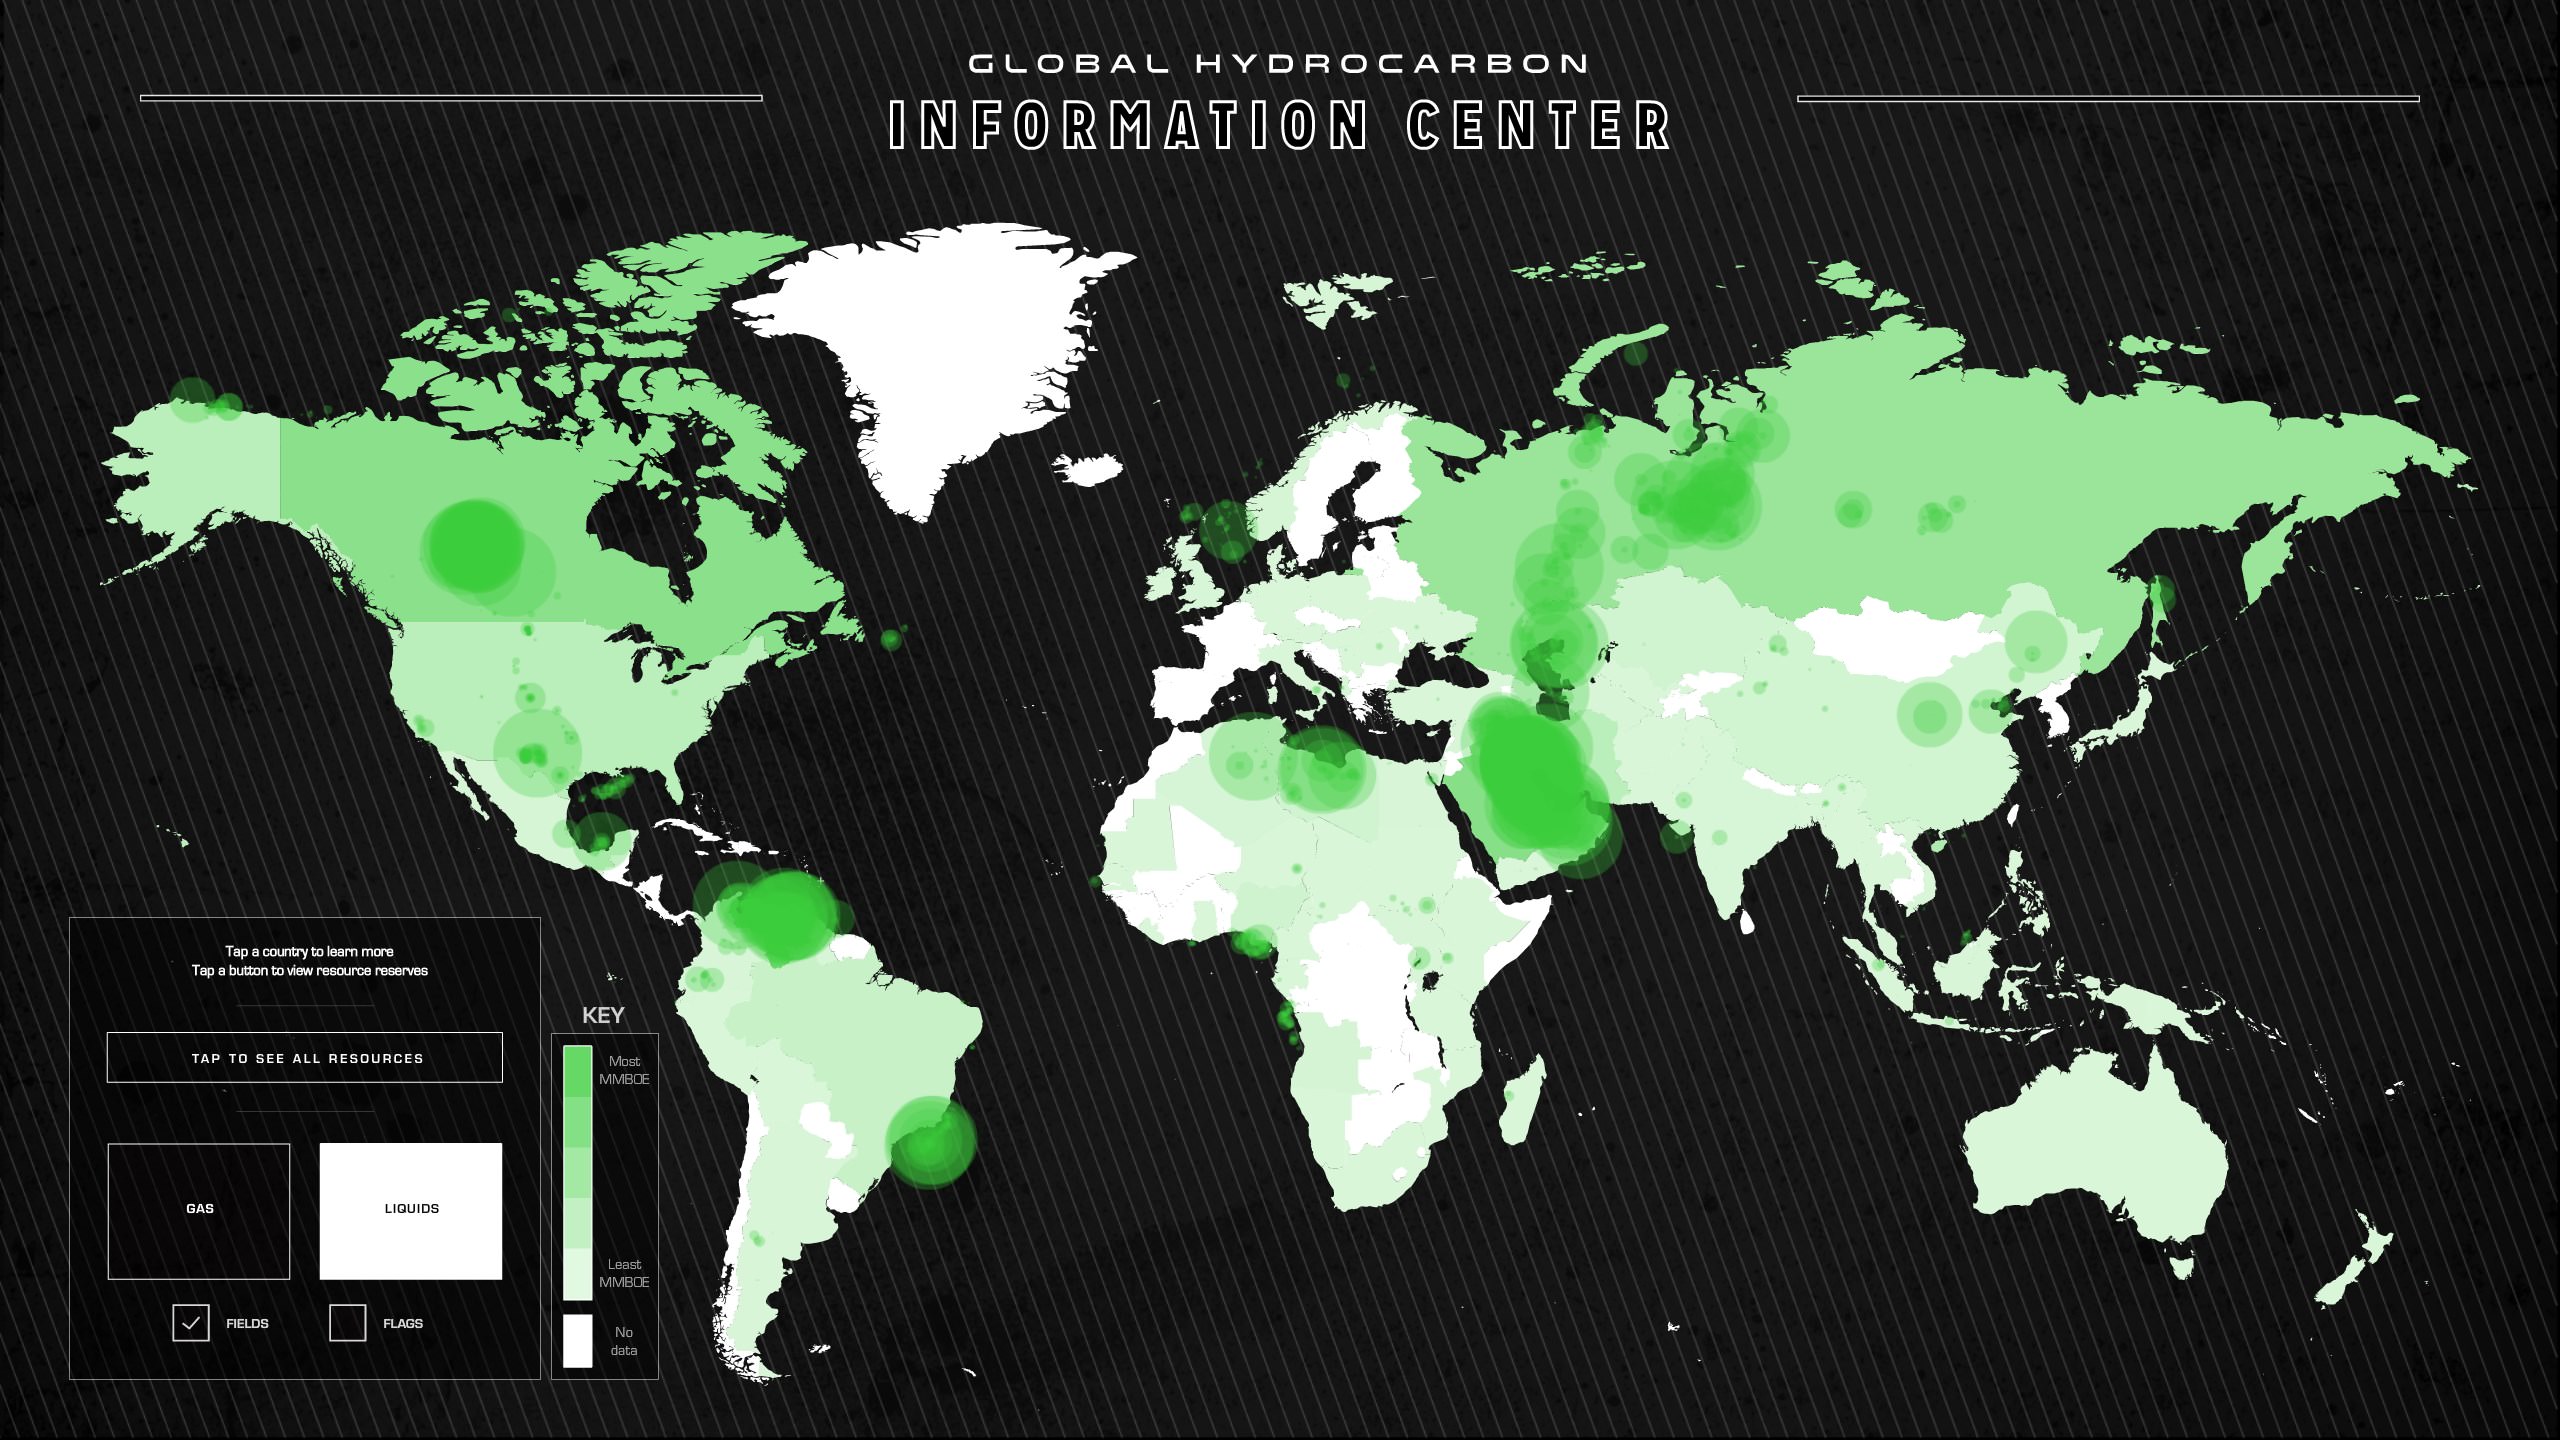 GLOBAL HYDROCARBON
INFORMATION CENTER
Tap a country to learn more
Tap a button to view resource reserves
TAP TO SEE ALL RESOURCES
GAS
LIQUIDS
FIELDS
FLAGS
KEY
Most
MMBOE
Least
MMBOE
No
data